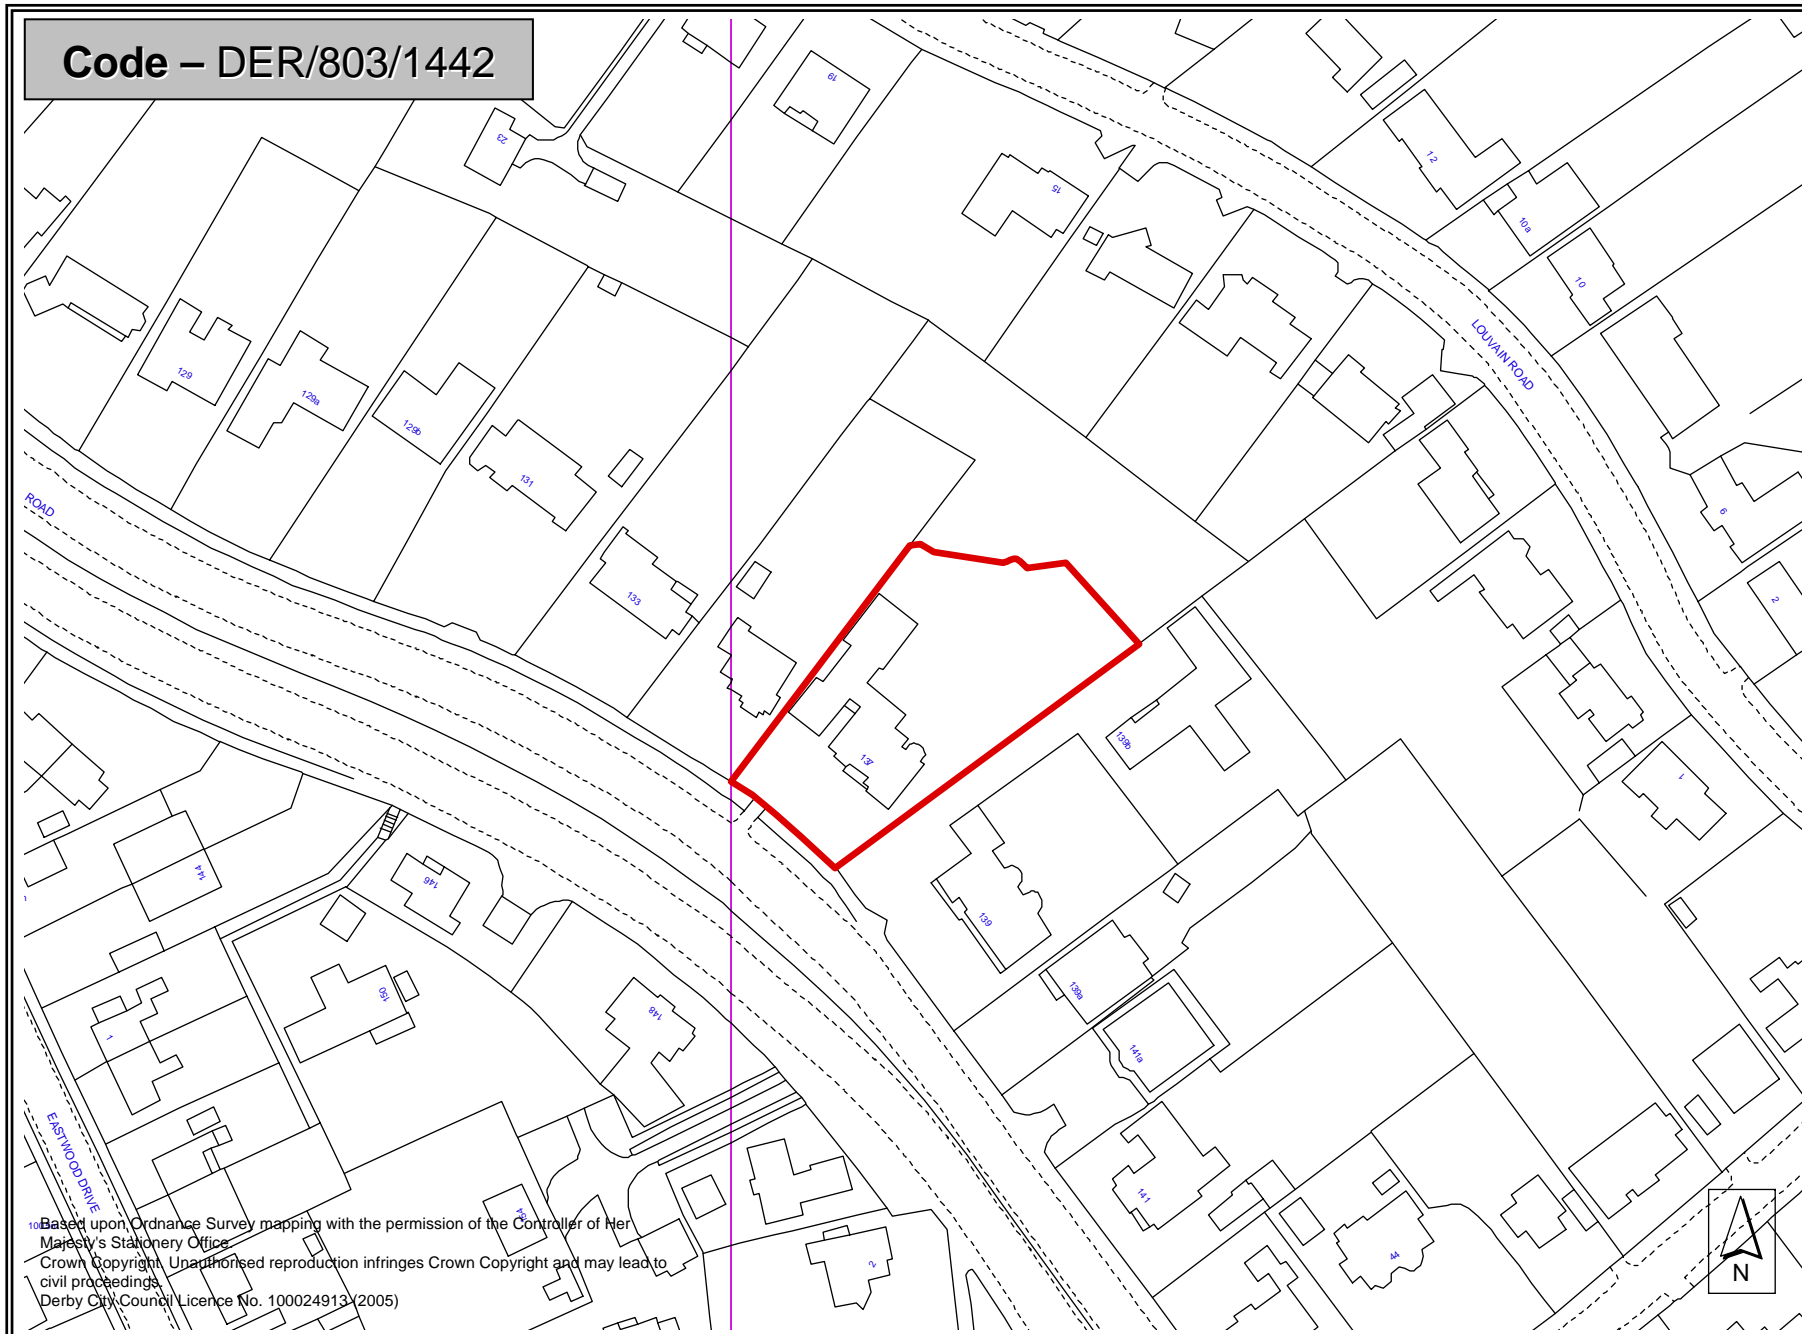 Code – DER/803/1442
19
23
15
12
10a
10
LOUVAIN ROAD
129
129a
129b
131
6
ROAD
133
2
137
139b
1
144
146
139
139a
150
148
141a
1
EASTWOOD DRIVE
141
154
2
N
Based upon Ordnance Survey mapping with the permission of the Controller of Her
Majesty's Stationery Office.
Crown Copyright. Unauthorised reproduction infringes Crown Copyright and may lead to
civil proceedings.
Derby City Council Licence No. 100024913 (2005)